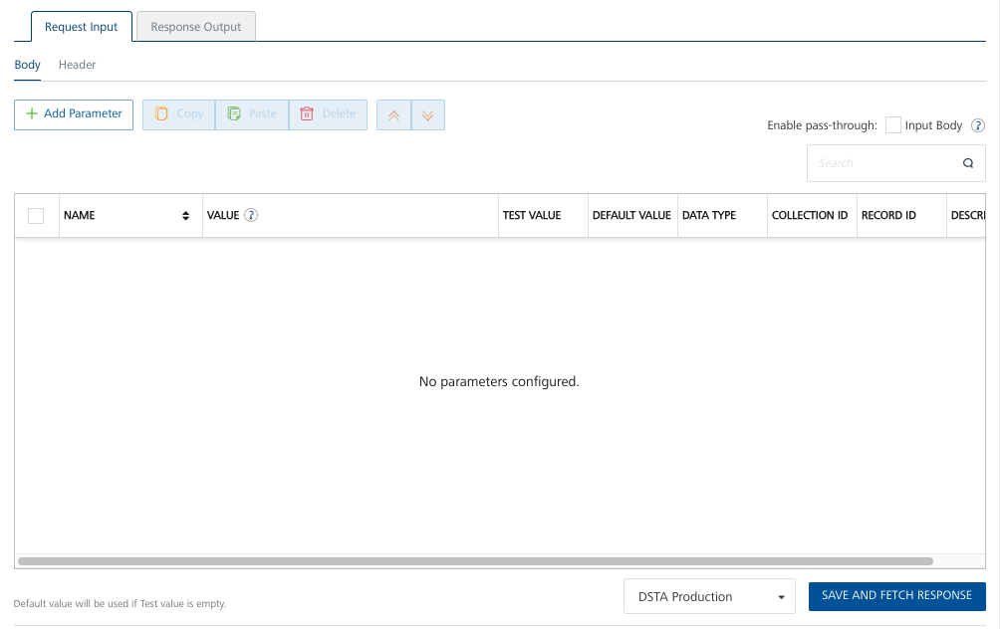 Request Input Response Output
Body Header
Add Parameter Copy Paste Delete
Enable pass-through: Input Body ?
Search
NAME VALUE ? TEST VALUE DEFAULT VALUE DATA TYPE COLLECTION ID RECORD ID DESCRI
No parameters configured.
Default value will be used if Test value is empty. DSTA Production SAVE AND FETCH RESPONSE